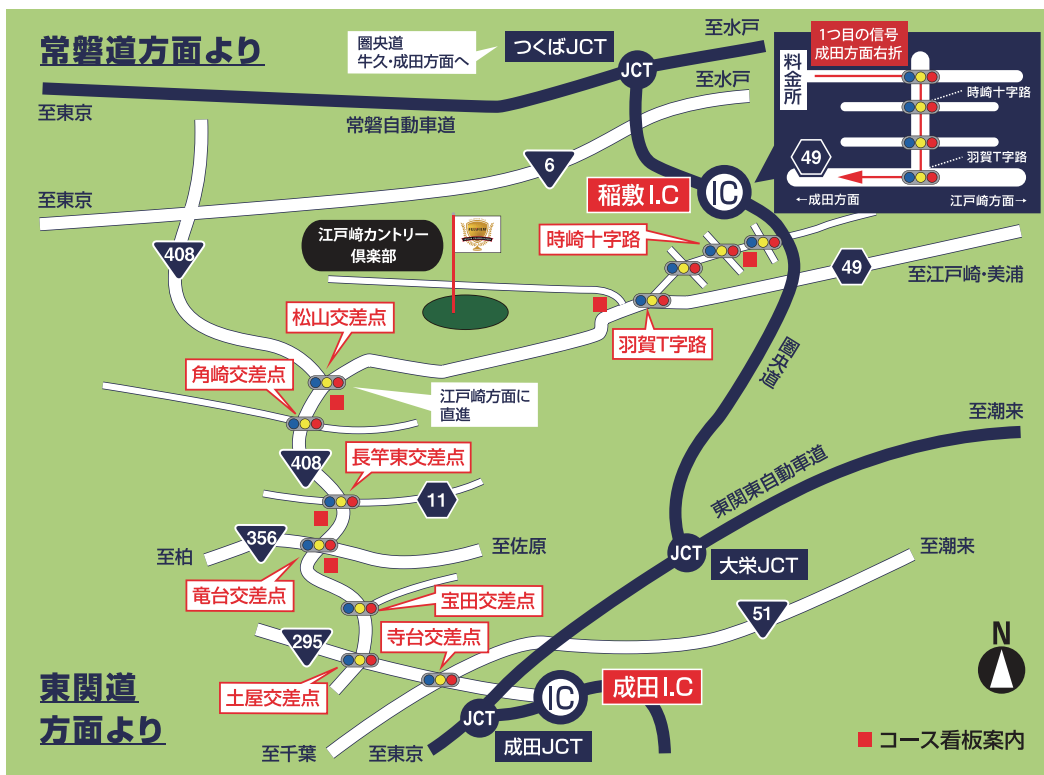 常磐道方面より
圏央道
牛久・成田方面へ
つくばJCT
JCT
至水戸
至水戸
至東京
常磐自動車道
6
至東京
稲敷I.C
IC
料金所
1つ目の信号
成田方面右折
時崎十字路
羽賀T字路
49
←成田方面
江戸崎方面→
408
江戸崎カントリー
倶楽部
時崎十字路
49
至江戸崎・美浦
松山交差点
羽賀T字路
圏央道
角崎交差点
江戸崎方面に
直進
至潮来
408
長竿東交差点
東関東自動車道
11
356
至柏
至佐原
JCT
大栄JCT
至潮来
竜台交差点
宝田交差点
51
295
寺台交差点
N
土屋交差点
IC
成田I.C
東関道
方面より
JCT
成田JCT
至千葉
至東京
コース看板案内